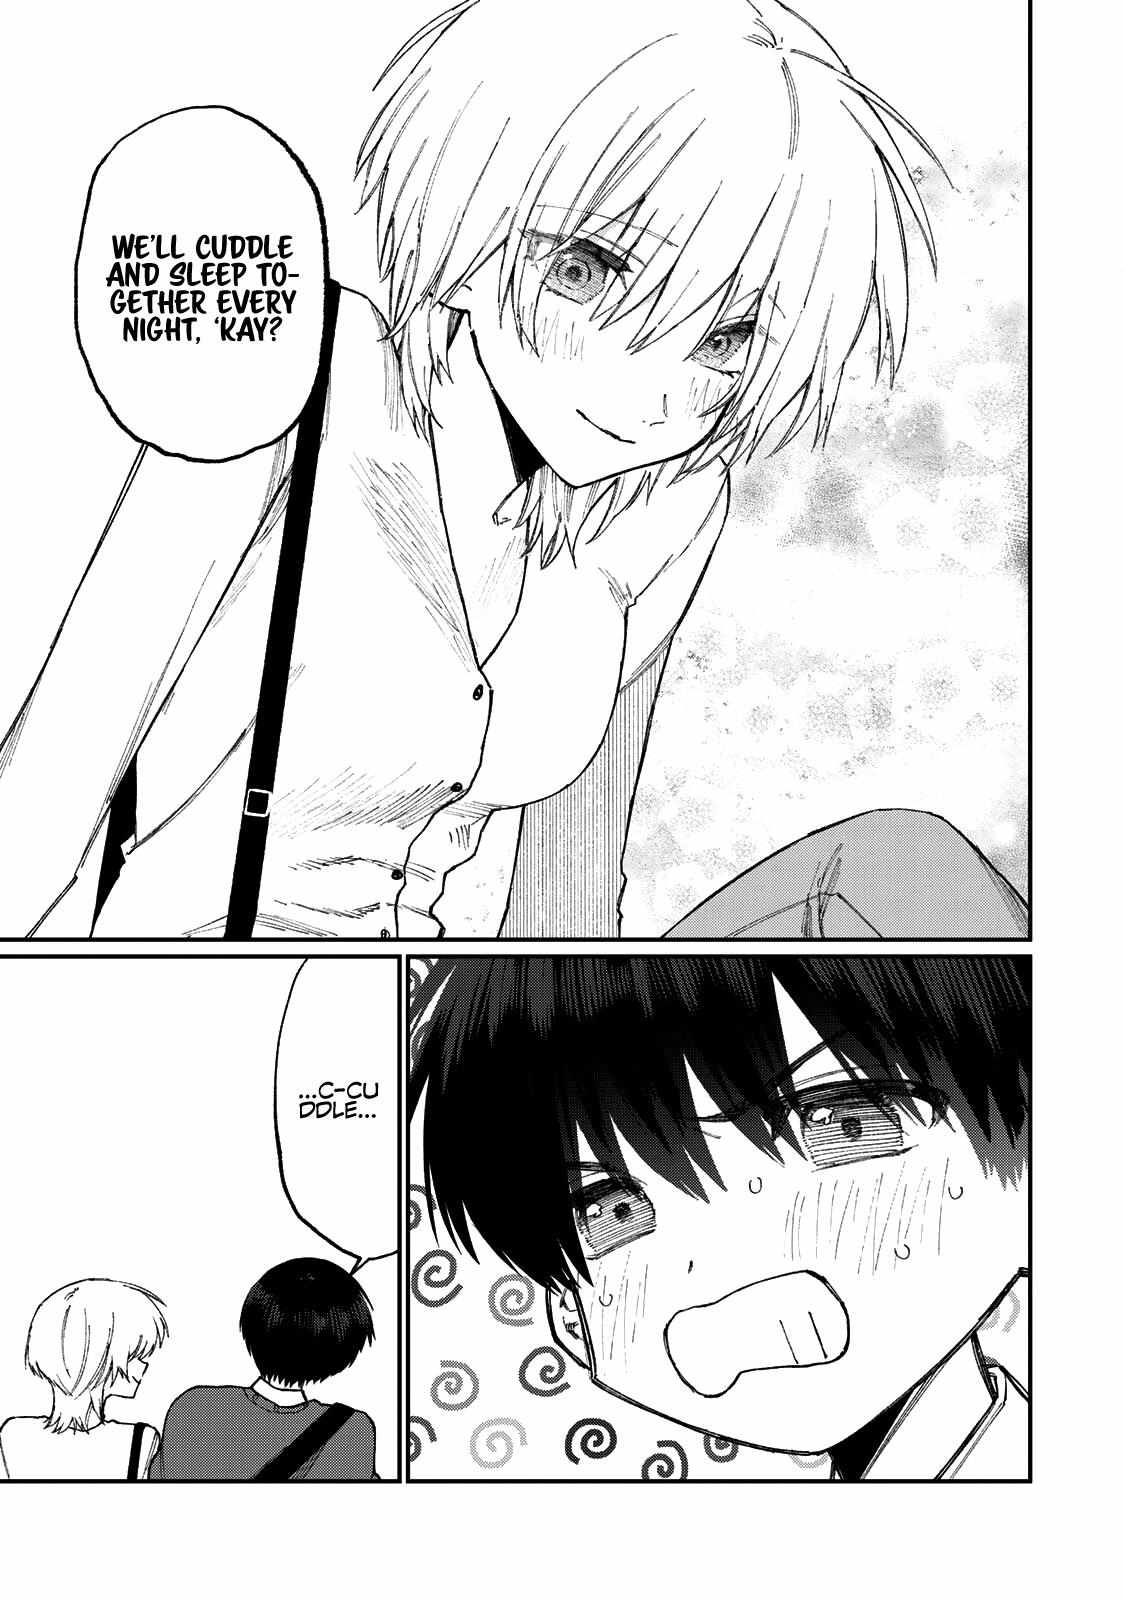 WE'LL CUDDLE
AND SLEEP TO-
GETHER EVERY
NIGHT, 'KAY?
...C-CU
DDLE...